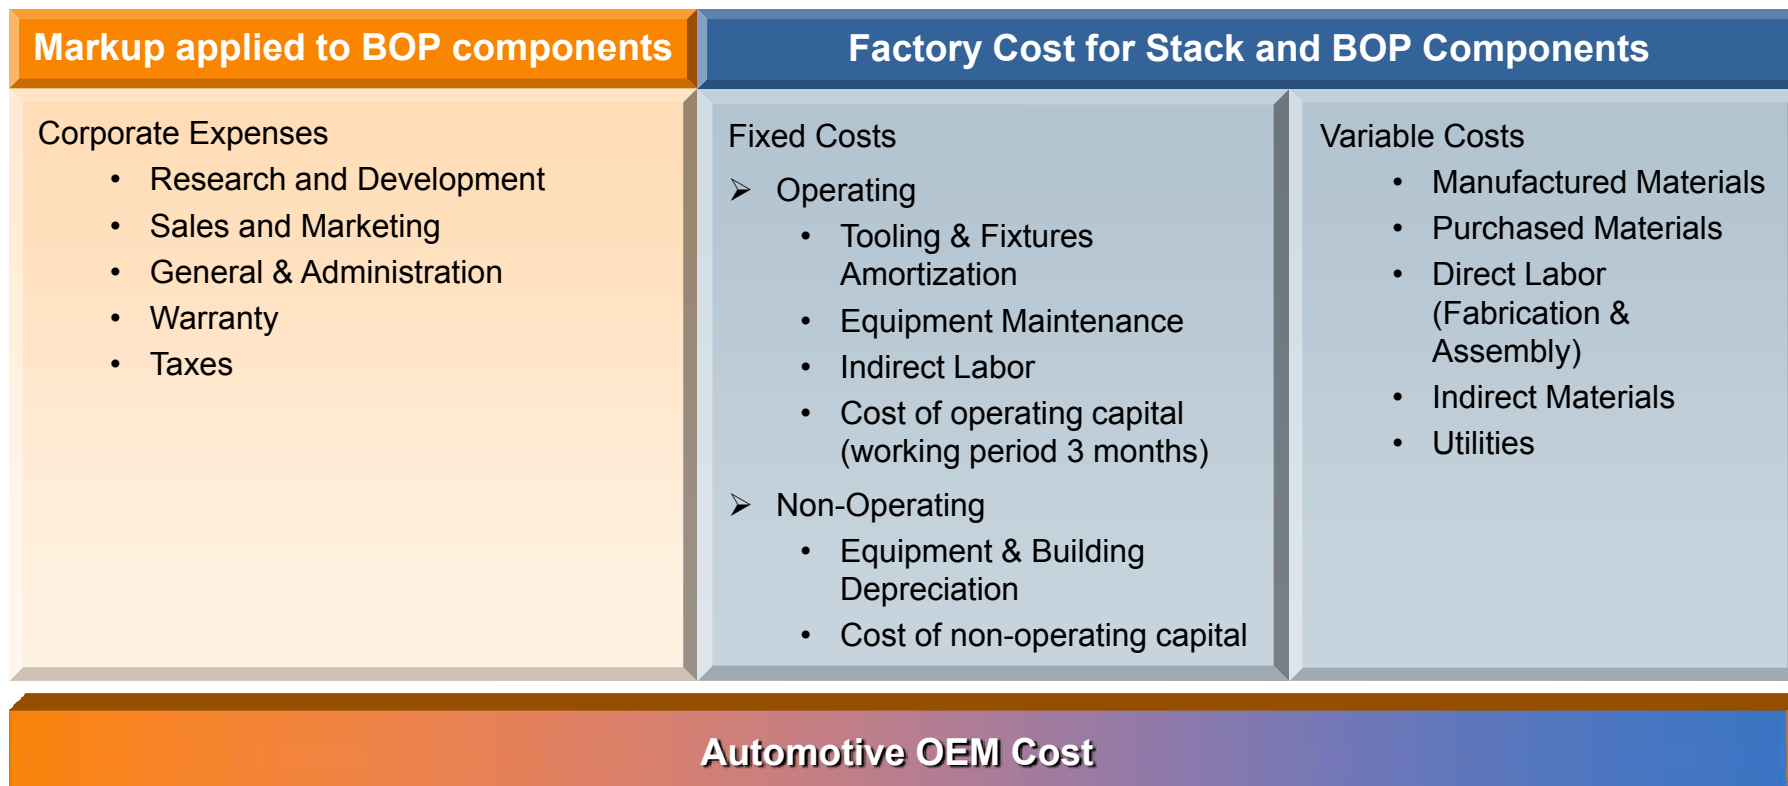 Markup applied to BOP components
Factory Cost for Stack and BOP Components
Corporate Expenses
• Research and Development
• Sales and Marketing
• General & Administration
• Warranty
• Taxes
Fixed Costs
➢ Operating
• Tooling & Fixtures
Amortization
• Equipment Maintenance
• Indirect Labor
• Cost of operating capital
(working period 3 months)
➢ Non-Operating
• Equipment & Building
Depreciation
• Cost of non-operating capital
Variable Costs
• Manufactured Materials
• Purchased Materials
• Direct Labor
(Fabrication &
Assembly)
• Indirect Materials
• Utilities
Automotive OEM Cost